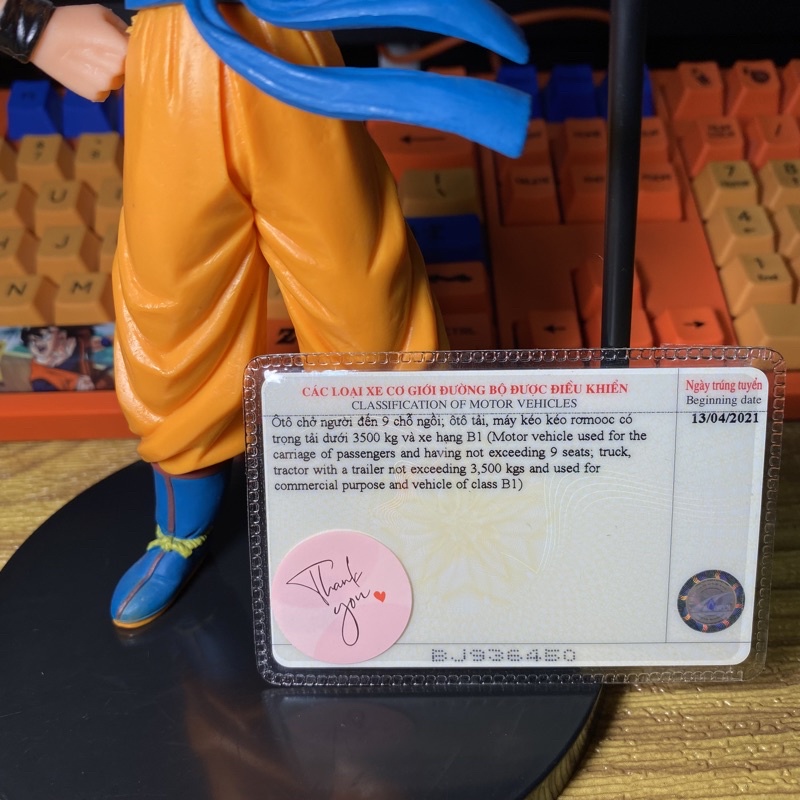 CÁC LOẠI XE CƠ GIỚI ĐƯỜNG BỘ ĐƯỢC ĐIỀU KHIỂN
CLASSIFICATION OF MOTOR VEHICLES
Ngày trúng tuyển
Beginning date
Ôtô chở người đến 9 chỗ ngồi; ôtô tải, máy kéo kéo rơmooc có
trọng tải dưới 3500 kg và xe hạng B1 (Motor vehicle used for the
carriage of passengers and having not exceeding 9 seats; truck,
tractor with a trailer not exceeding 3,500 kgs and used for
commercial purpose and vehicle of class B1)
13/04/2021
Thank
you
BJ936450
N
M
H
J
7
4
1